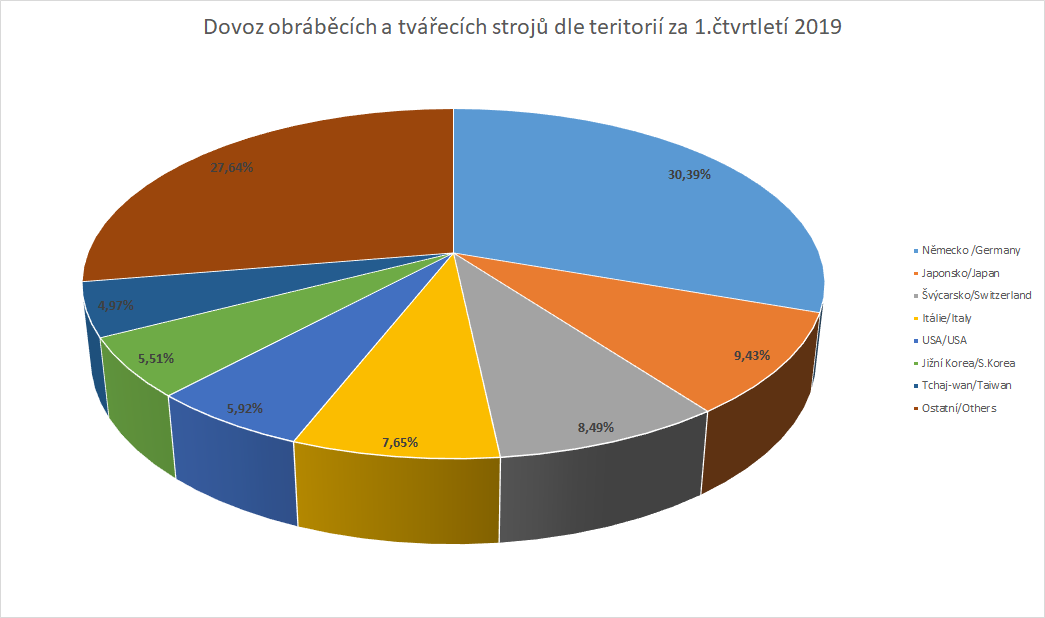 Dovoz obráběcích a tvářecích strojů dle teritorií za 1.čtvrtletí 2019
27,64%
30,39%
4,97%
5,51%
9,43%
5,92%
8,49%
7,65%
Německo /Germany
Japonsko/Japan
Švýcarsko/Switzerland
Itálie/Italy
USA/USA
Jižní Korea/S.Korea
Tchaj-wan/Taiwan
Ostatní/Others